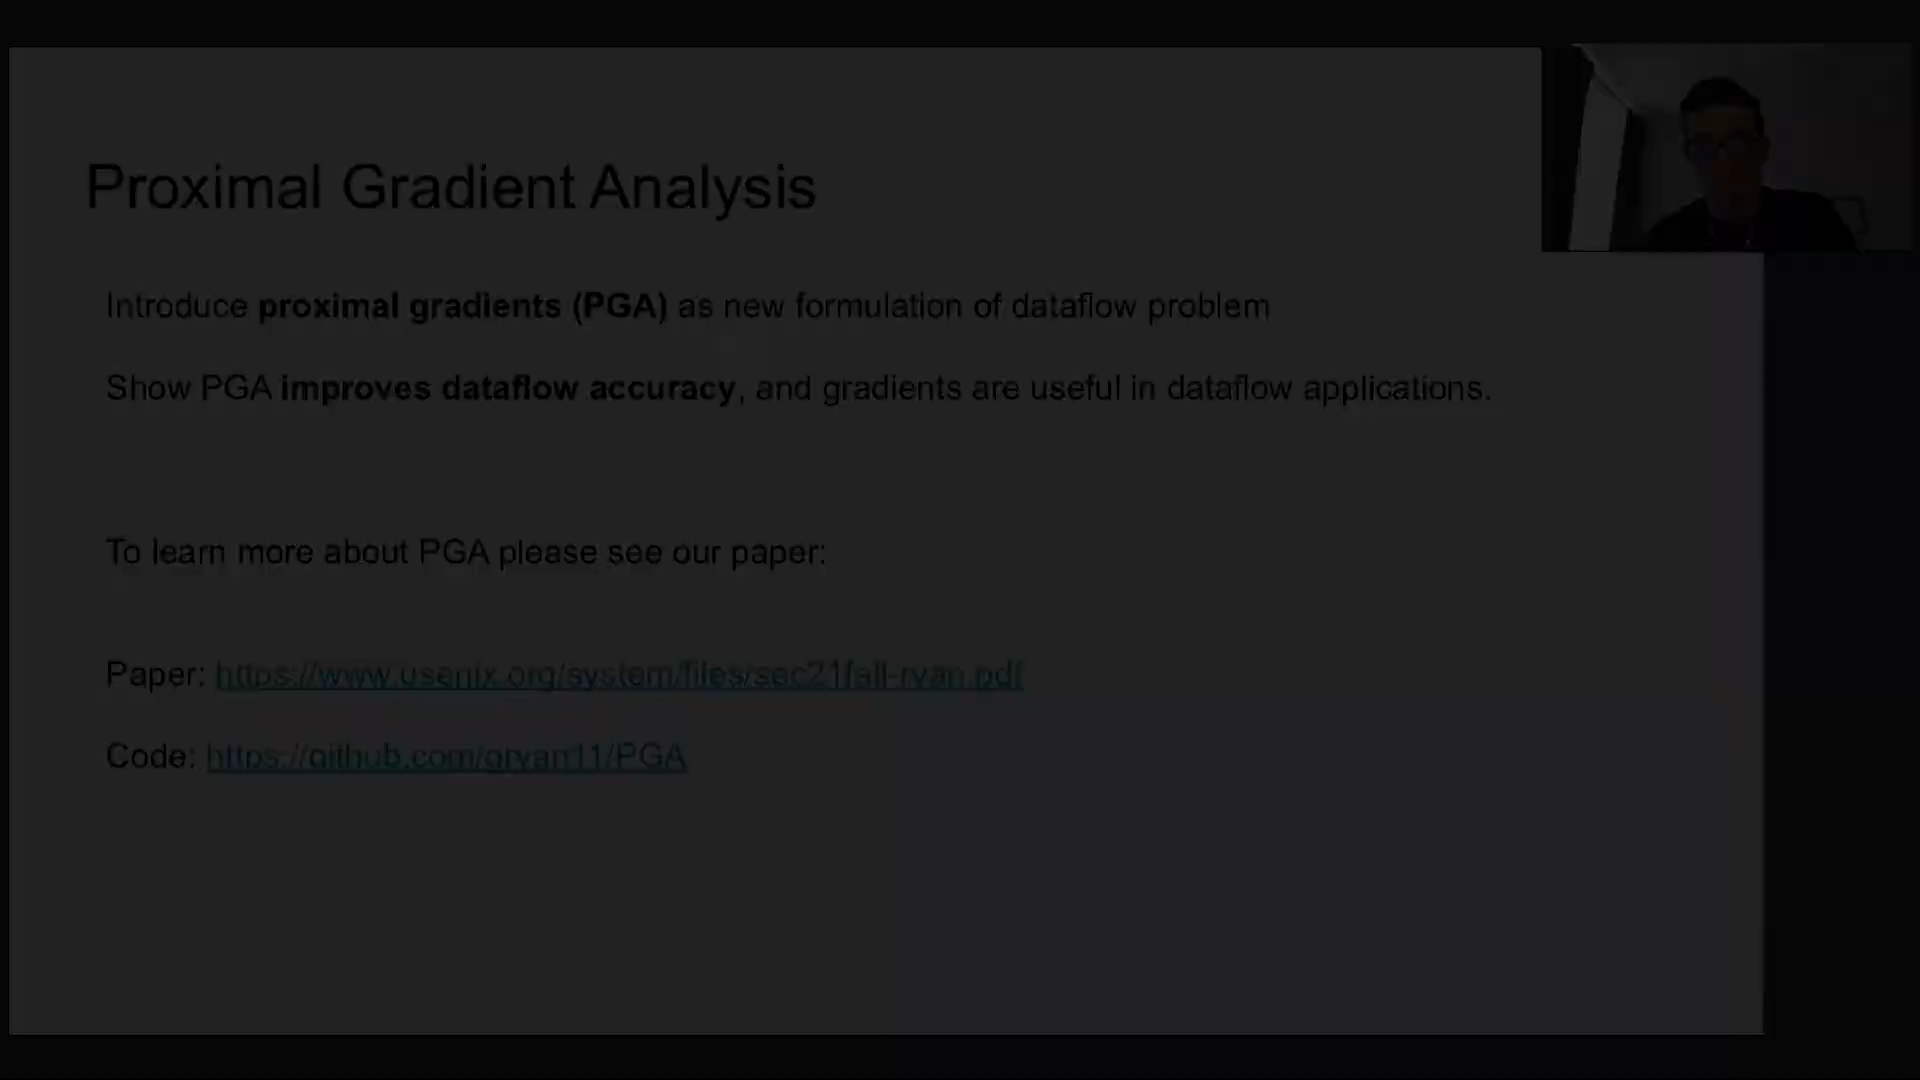 Proximal Gradient Analysis
Introduce proximal gradients (PGA) as new formulation of dataflow problem
Show PGA improves dataflow accuracy, and gradients are useful in dataflow applications.
To learn more about PGA please see our paper:
Paper: https://www.usenix.org/system/files/sec21fall-ryan.pdf
Code: https://github.com/gryan11/PGA